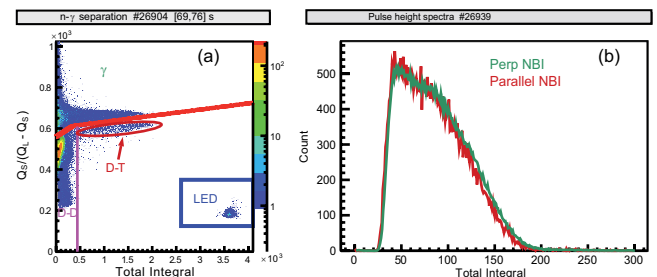 n-γ separation #26904 [69,76] s
Pulse height spectra #26939
×10³
(a)
γ
D-T
LED
D-D
Q_S/(Q_L - Q_S)
1
0.8
0.6
0.4
0.2
0
0 0.5 1 1.5 2 2.5 3 3.5 4
×10³
Total Integral
10²
10
1
(b)
Perp NBI
Parallel NBI
Count
500
400
300
200
100
0
0 50 100 150 200 250 300
Total Integral